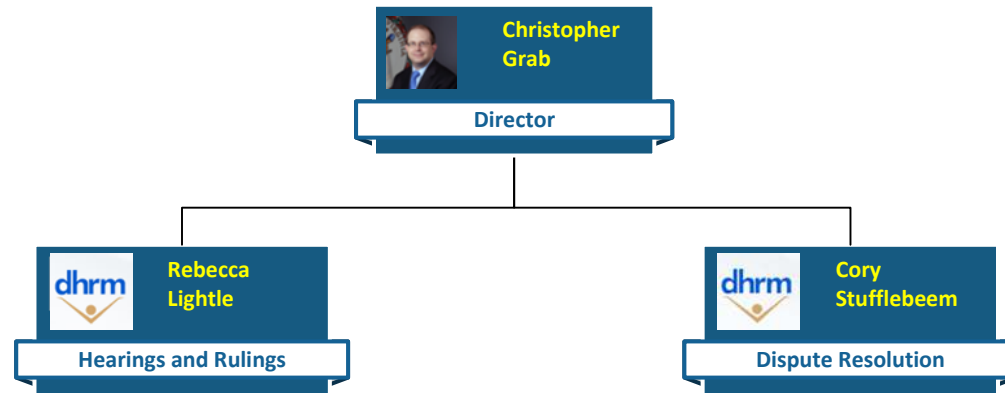 Christopher
Grab
Director
dhrm
Rebecca
Lightle
Hearings and Rulings
dhrm
Cory
Stufflebeem
Dispute Resolution